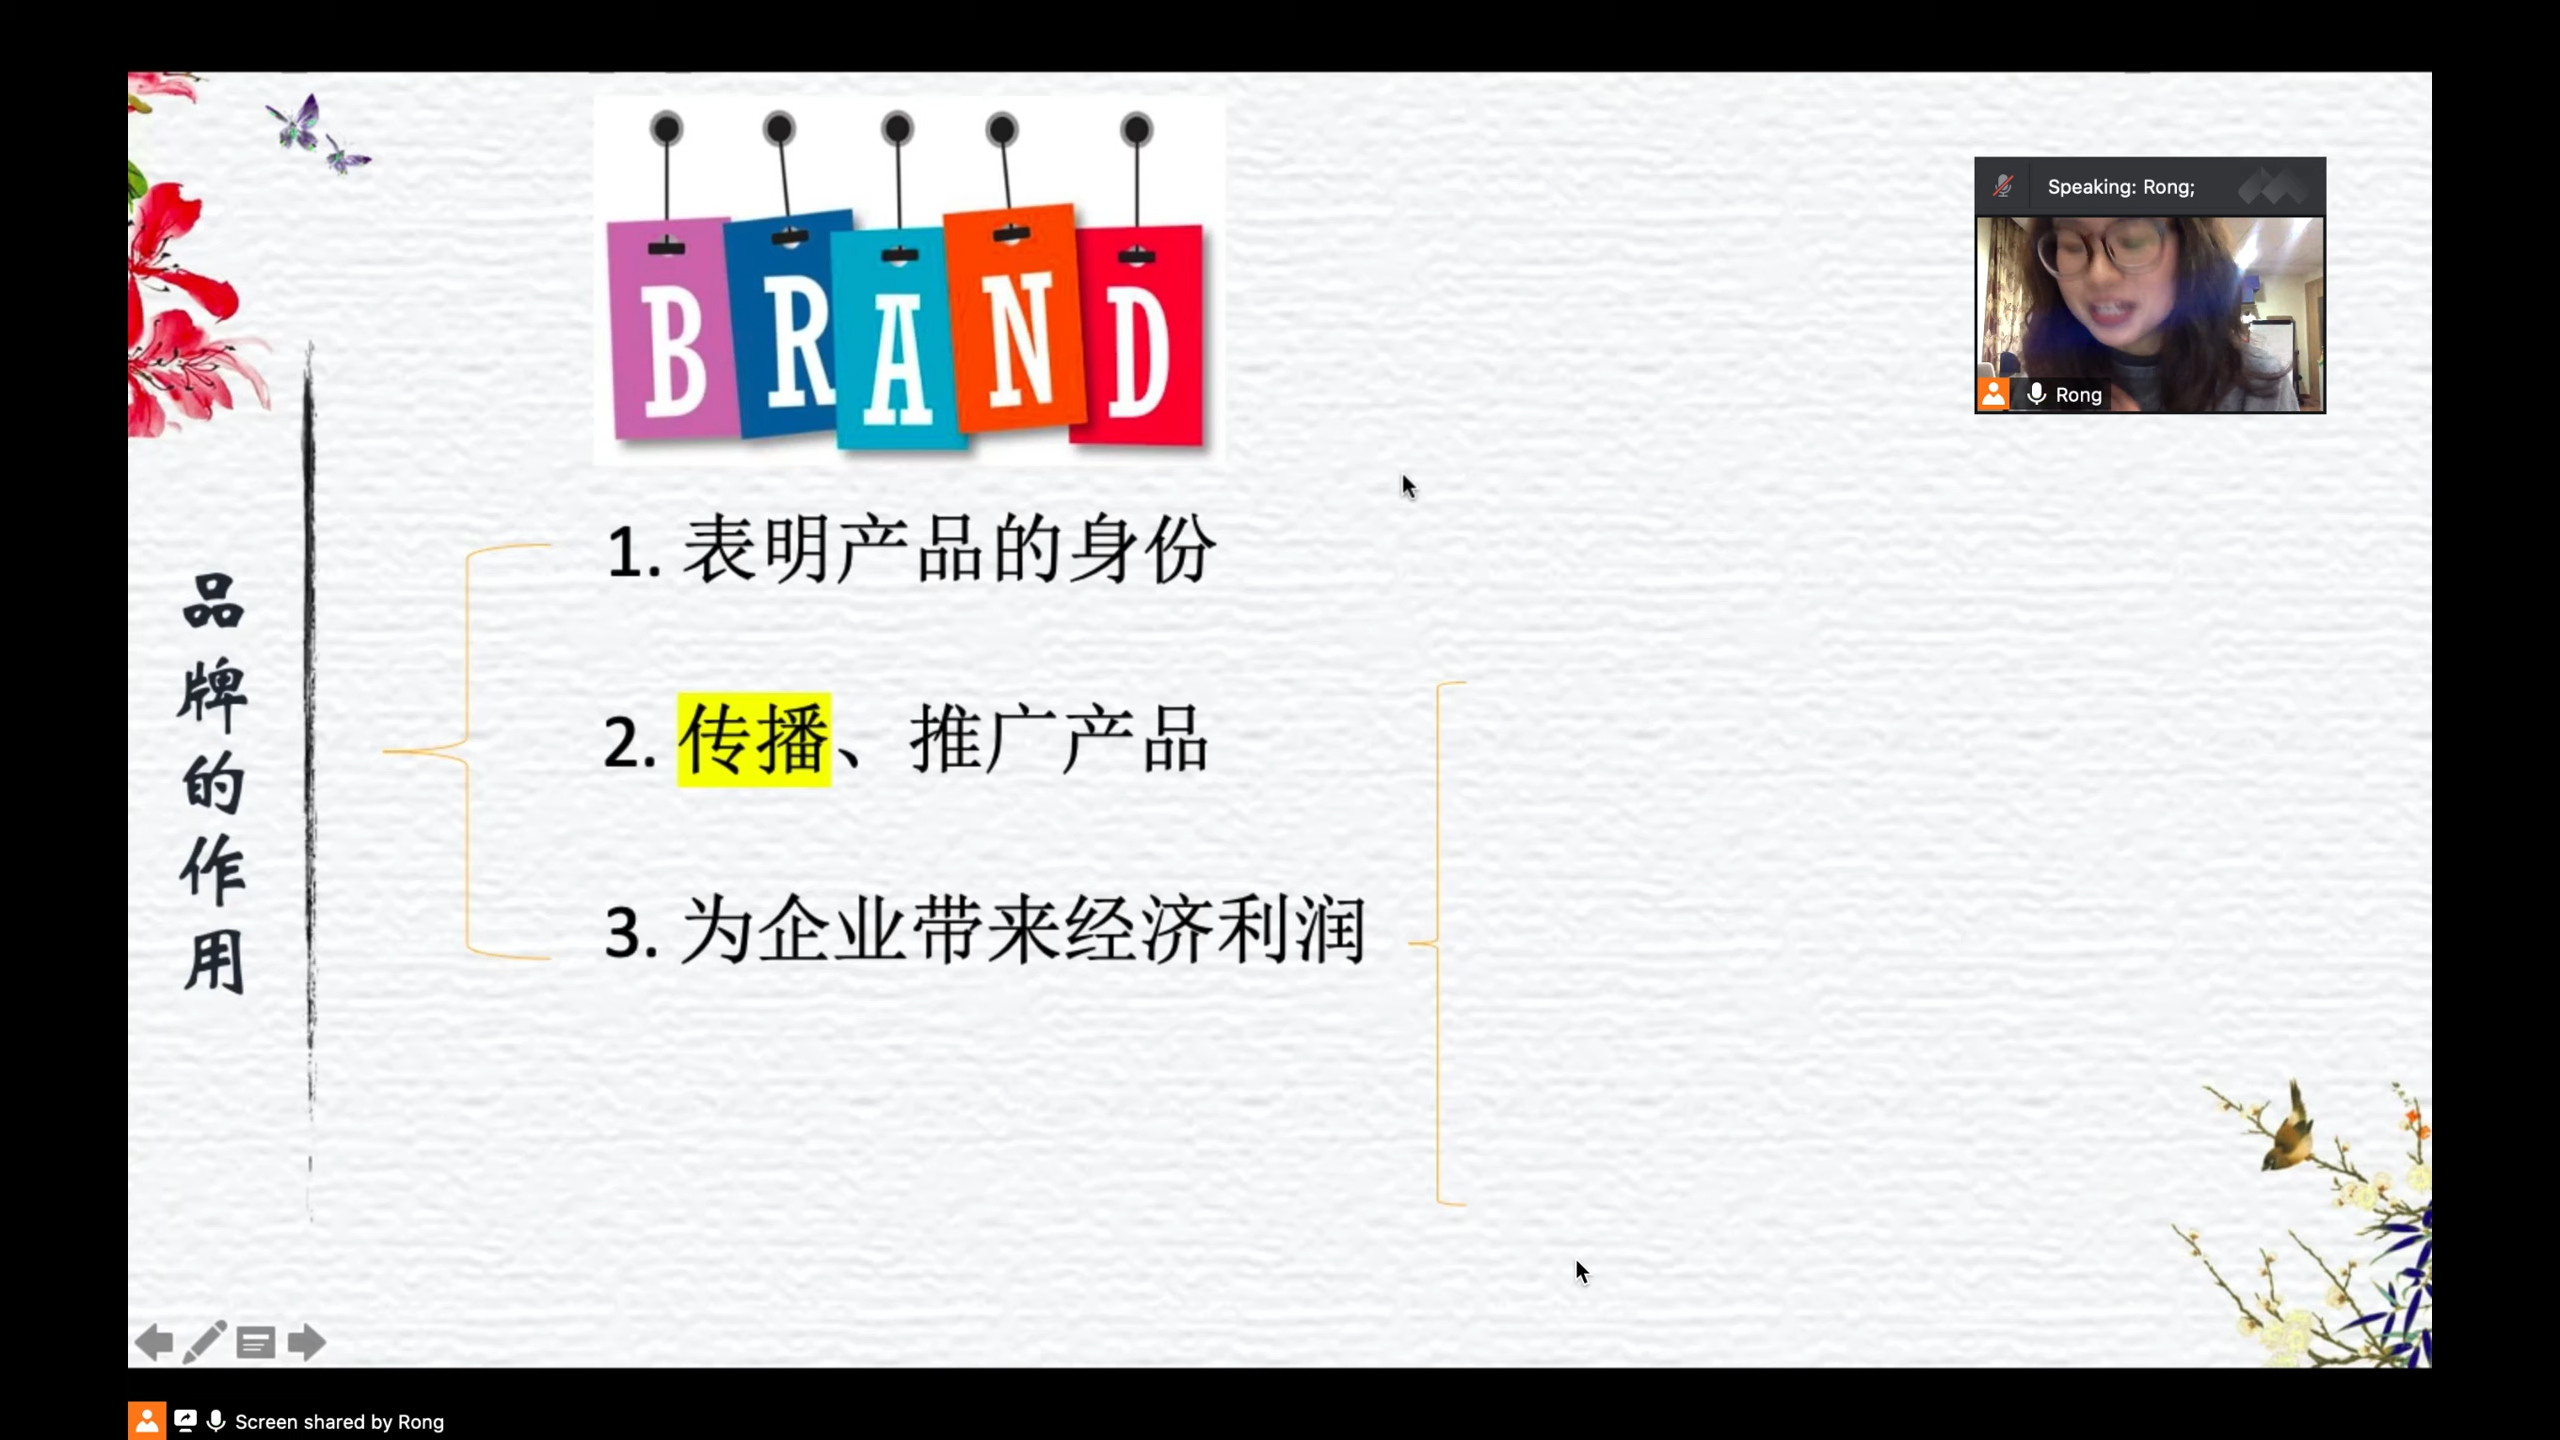 BRAND
Speaking: Rong;
Rong
品牌的作用
1. 表明产品的身份
2. 传播、推广产品
3. 为企业带来经济利润
Screen shared by Rong